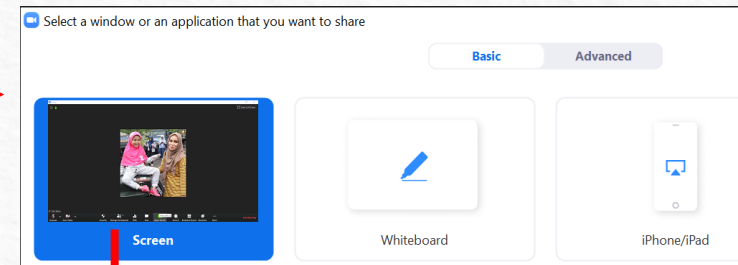 Select a window or an application that you want to share
Basic Advanced
Screen Whiteboard iPhone/iPad